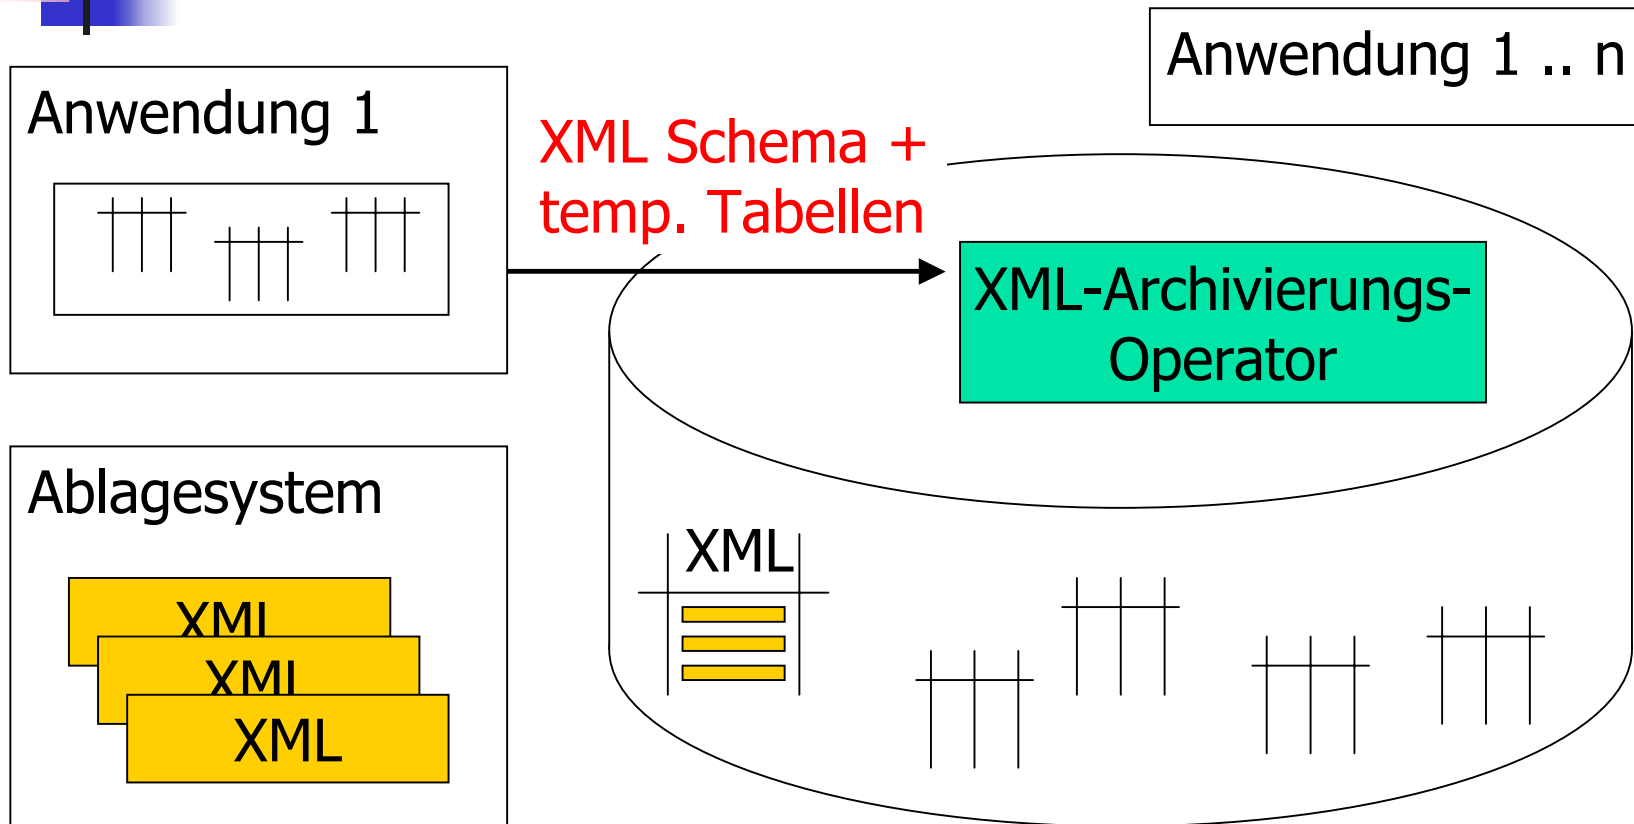 Anwendung 1 .. n
Anwendung 1
XML Schema +
temp. Tabellen
XML-Archivierungs-
Operator
Ablagesystem
XML
XML
XML
XML